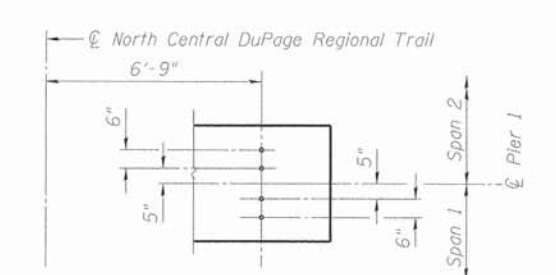 ℄ North Central DuPage Regional Trail
6'-9"
6"
5"
5"
6"
Span 2
Span 1
℄ Pier 1